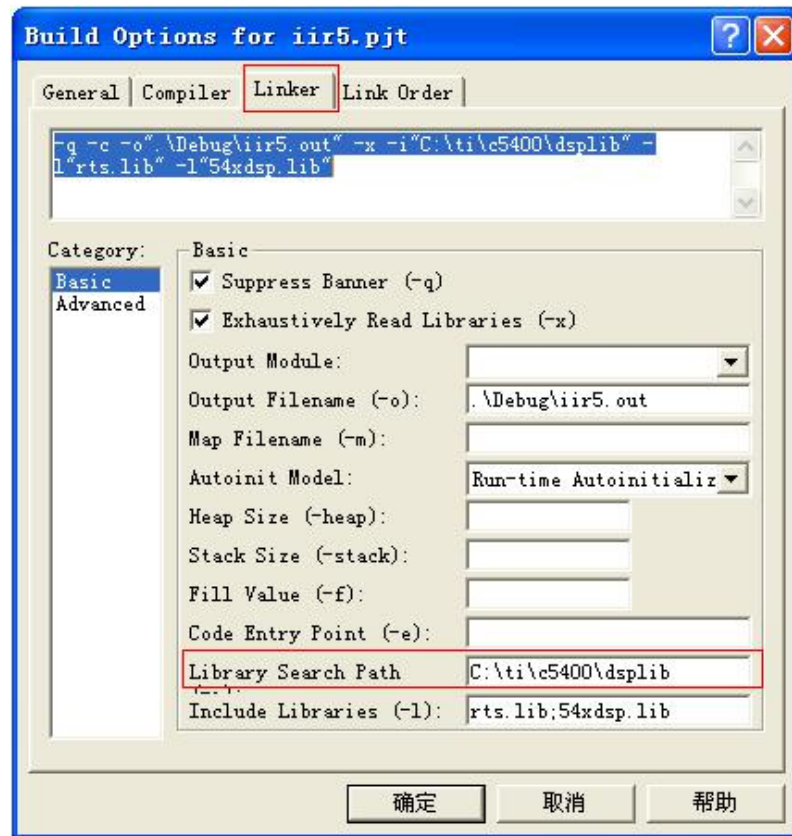 Build Options for iir5.pjt
General Compiler Linker Link Order
-q -c -o".\Debug\iir5.out" -x -i"C:\ti\c5400\dsplib" -
l"rts.lib" -l"54xdsp.lib"
Category:
Basic
Advanced
Basic
Suppress Banner (-q)
Exhaustively Read Libraries (-x)
Output Module:
Output Filename (-o): .\Debug\iir5.out
Map Filename (-m):
Autoinit Model: Run-time Autoinitializ
Heap Size (-heap):
Stack Size (-stack):
Fill Value (-f):
Code Entry Point (-e):
Library Search Path C:\ti\c5400\dsplib
Include Libraries (-l): rts.lib;54xdsp.lib
确定 取消 帮助